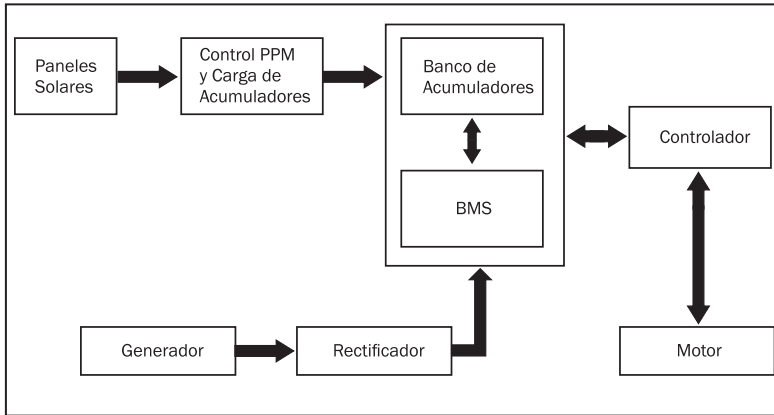 Paneles
Solares
Control PPM
y Carga de
Acumuladores
Banco de
Acumuladores
BMS
Controlador
Generador
Rectificador
Motor